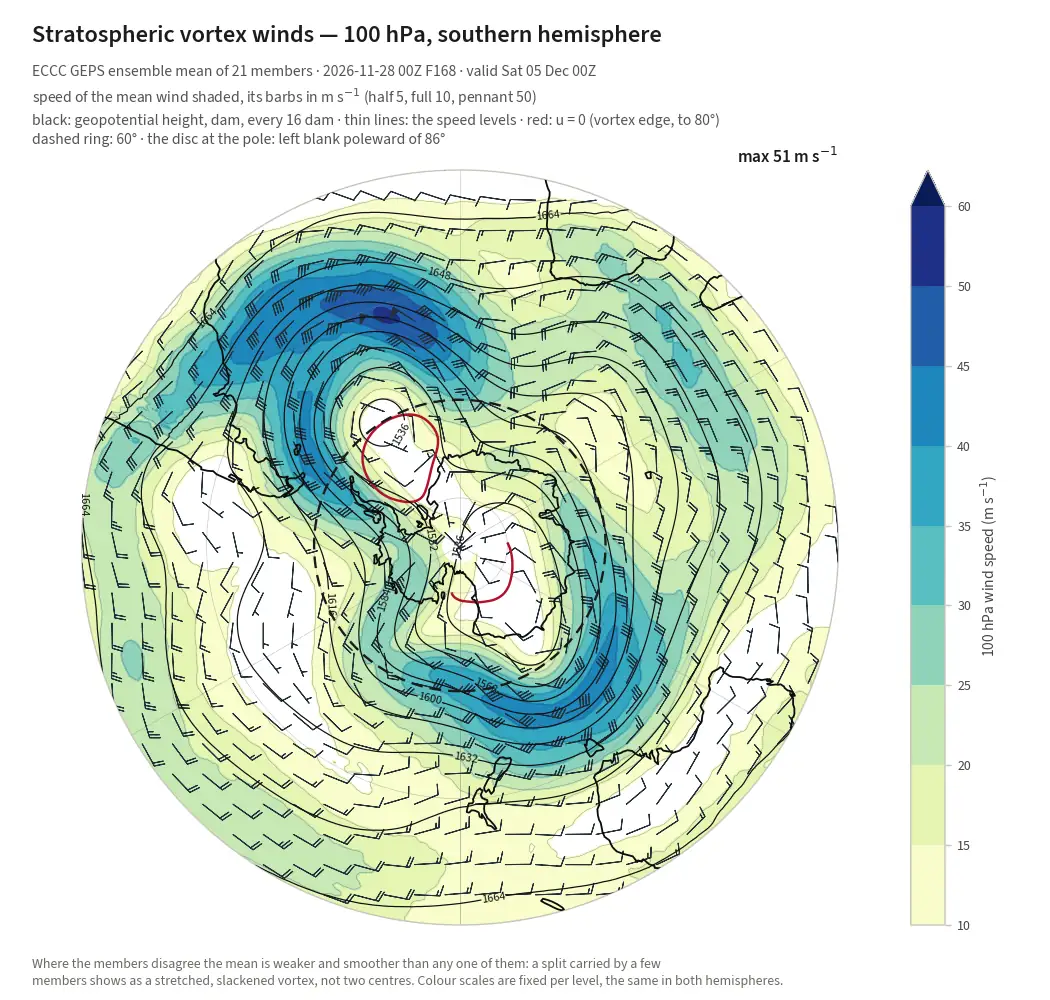 Stratospheric vortex winds — 100 hPa, southern hemisphere
ECCC GEPS ensemble mean of 21 members · 2026-11-28 00Z F168 · valid Sat 05 Dec 00Z
speed of the mean wind shaded, its barbs in m s⁻¹ (half 5, full 10, pennant 50)
black: geopotential height, dam, every 16 dam · thin lines: the speed levels · red: u = 0 (vortex edge, to 80°)
dashed ring: 60° · the disc at the pole: left blank poleward of 86°
max 51 m s⁻¹
1664
1648
1664
1536
1664
1616
1584
1568
1600
1632
1664
60
50
45
40
35
30
25
20
15
10
100 hPa wind speed (m s⁻¹)
Where the members disagree the mean is weaker and smoother than any one of them: a split carried by a few
members shows as a stretched, slackened vortex, not two centres. Colour scales are fixed per level, the same in both hemispheres.